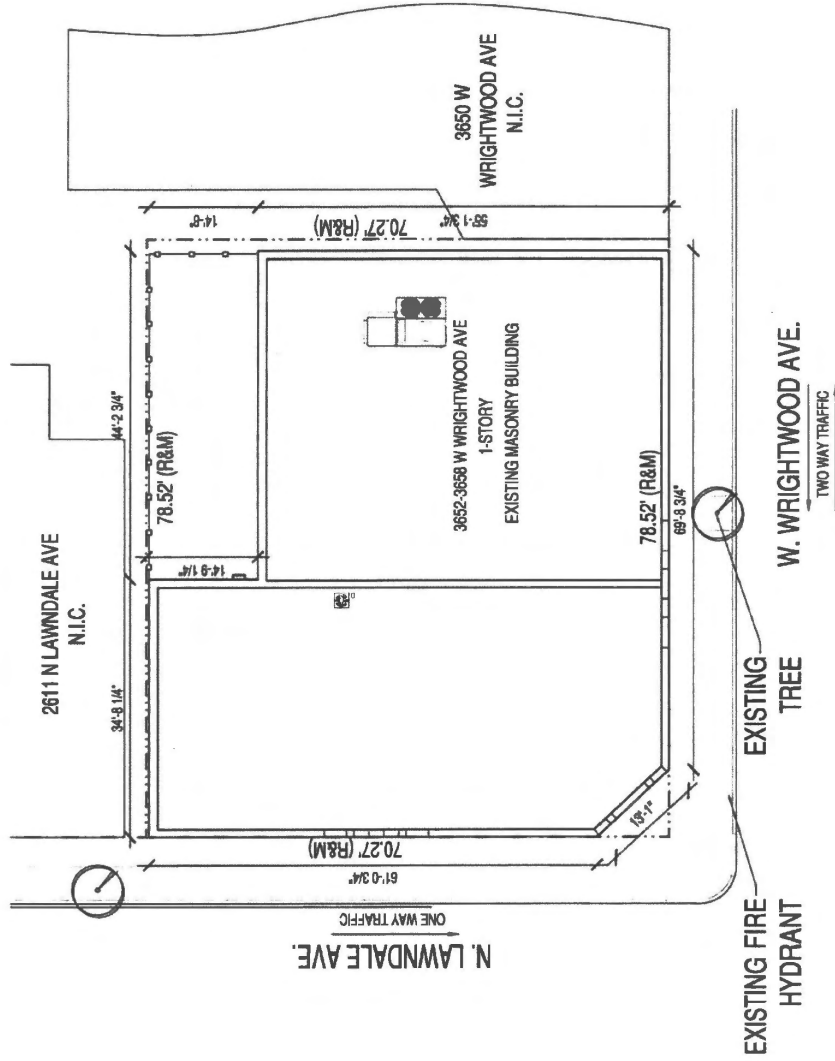 2611 N LAWNDALE AVE
N.I.C.
34'-8 1/4"
44'-2 3/4"
78.52' (R&M)
14'-9 1/4"
14'-6"
70.27' (R&M)
55'-1 3/4"
3650 W
WRIGHTWOOD AVE
N.I.C.
3652-3658 W WRIGHTWOOD AVE
1-STORY
EXISTING MASONRY BUILDING
78.52' (R&M)
69'-8 3/4"
13'-1"
70.27' (R&M)
61'-0 3/4"
ONE WAY TRAFFIC
N. LAWNDALE AVE.
W. WRIGHTWOOD AVE.
TWO WAY TRAFFIC
EXISTING
TREE
EXISTING FIRE
HYDRANT